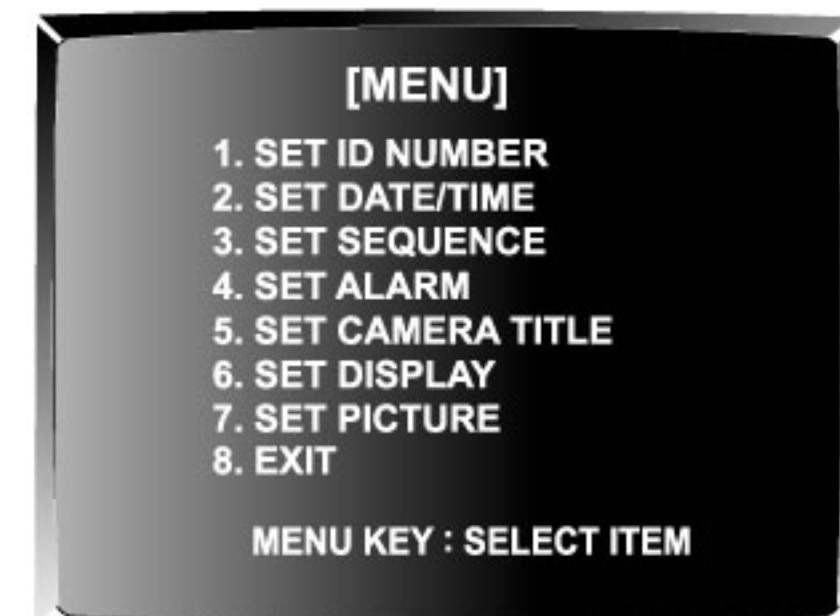 [MENU]
1. SET ID NUMBER
2. SET DATE/TIME
3. SET SEQUENCE
4. SET ALARM
5. SET CAMERA TITLE
6. SET DISPLAY
7. SET PICTURE
8. EXIT
MENU KEY : SELECT ITEM